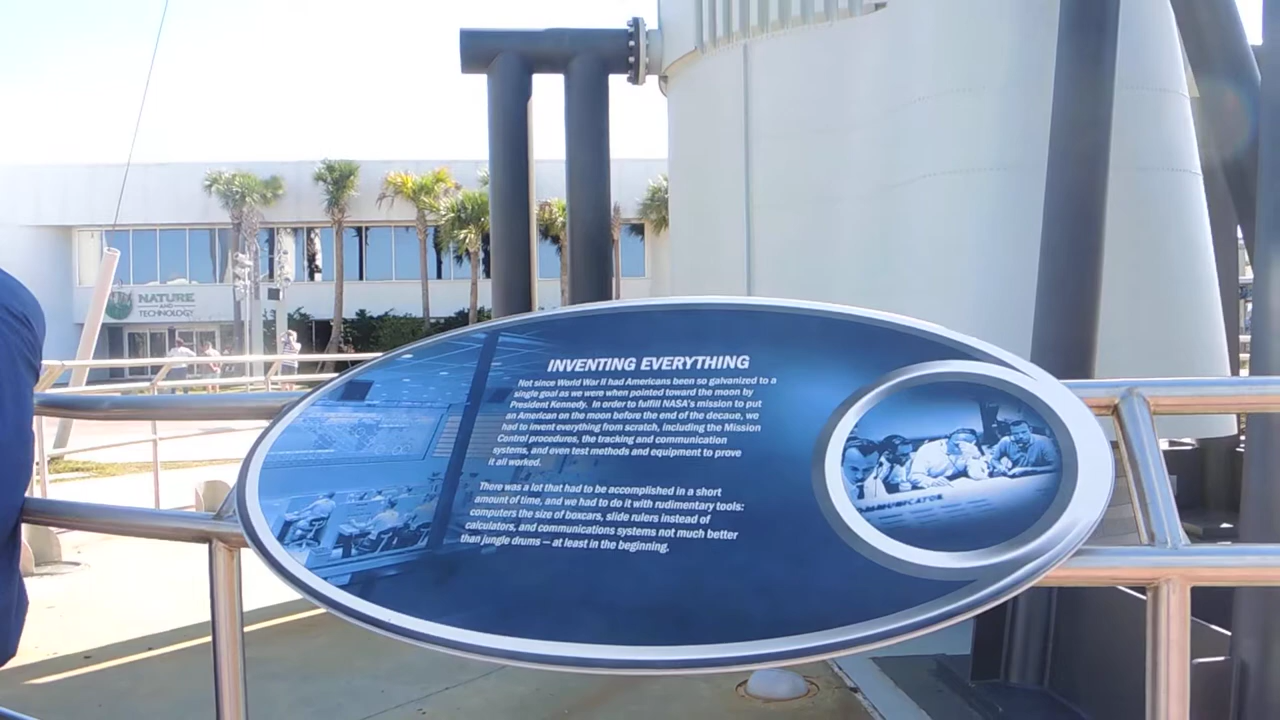 NATURE
AND
TECHNOLOGY
INVENTING EVERYTHING
Not since World War II had Americans been so galvanized to a
single goal as we were when pointed toward the moon by
President Kennedy. In order to fulfill NASA's mission to put
an American on the moon before the end of the decade, we
had to invent everything from scratch, including the Mission
Control procedures, the tracking and communication
systems, and even test methods and equipment to prove
it all worked.
There was a lot that had to be accomplished in a short
amount of time, and we had to do it with rudimentary tools:
computers the size of boxcars, slide rulers instead of
calculators, and communications systems not much better
than jungle drums — at least in the beginning.